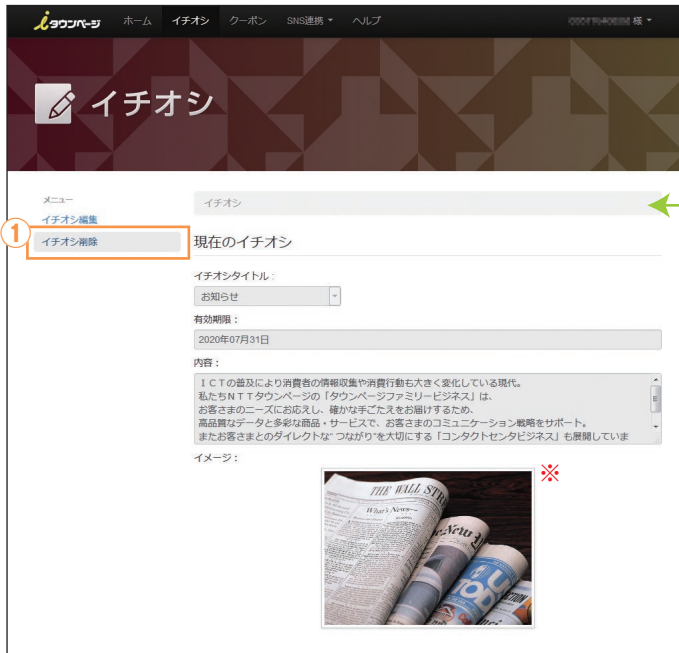 iタウンページ ホーム イチオシ クーポン SNS連携 ヘルプ 様
イチオシ
メニュー
イチオシ編集
①
イチオシ削除
イチオシ
現在のイチオシ
イチオシタイトル:
お知らせ
有効期限:
2020年07月31日
内容:
ＩＣＴの普及により消費者の情報収集や消費行動も大きく変化している現代。
私たちＮＴＴタウンページの「タウンページファミリービジネス」は、
お客さまのニーズにお応えし、確かな手ごたえをお届けするため、
高品質なデータと多彩な商品・サービスで、お客さまのコミュニケーション戦略をサポート。
またお客さまとのダイレクトな" つながり"を大切にする「コンタクトセンタビジネス」も展開していま
イメージ:
※
THE WALL STR
What's News—
New